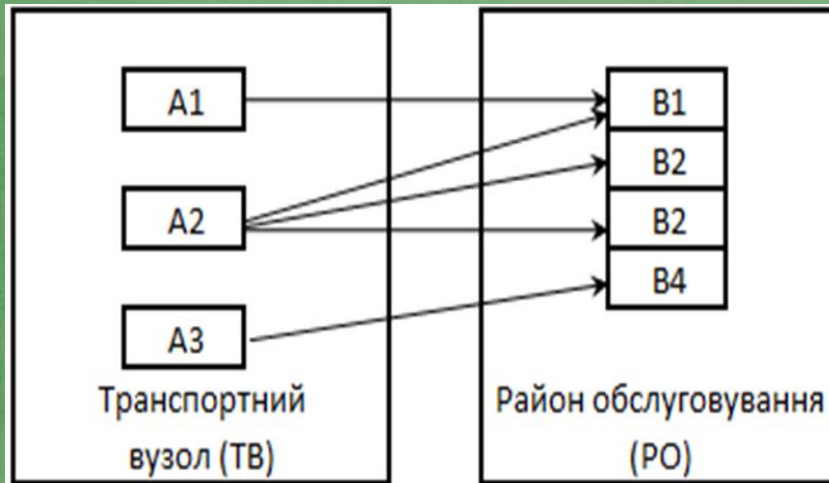 A1
A2
A3
Транспортний
вузол (ТВ)
B1
B2
B2
B4
Район обслуговування
(РО)